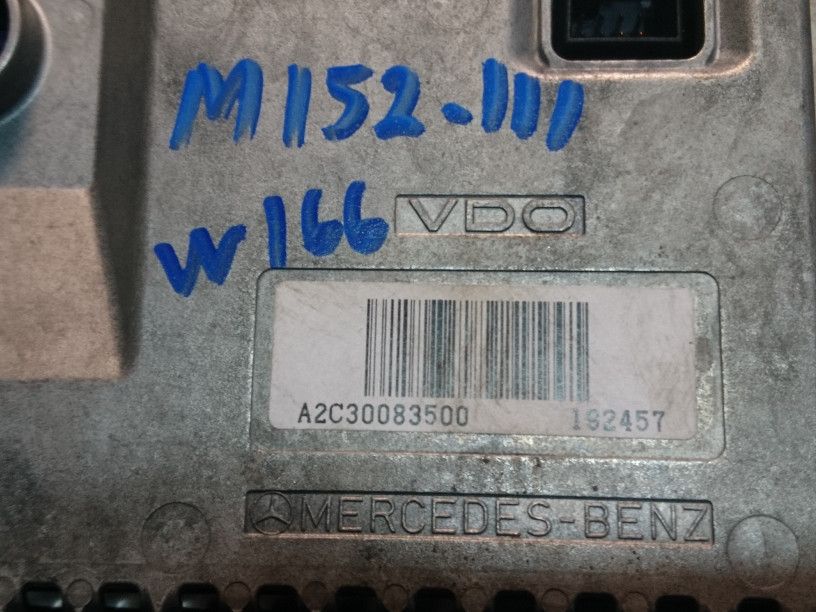 M152.111
W166
VDO
A2C30083500 192457
MERCEDES-BENZ